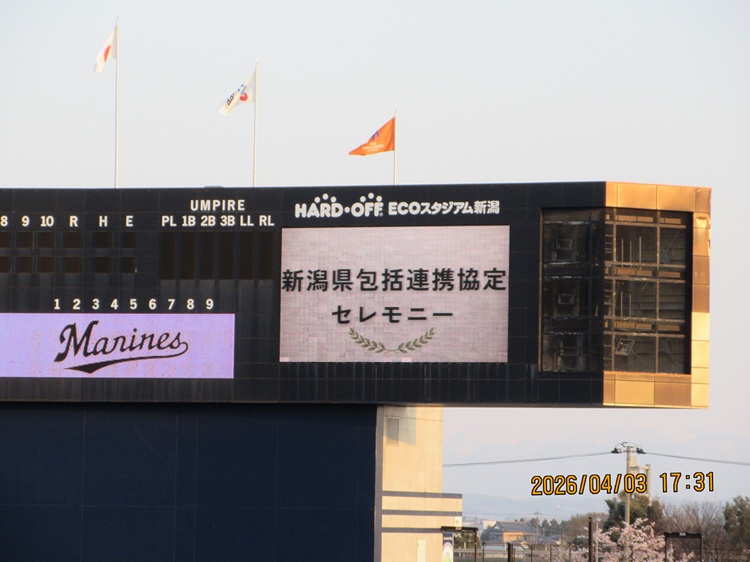 UMPIRE
8 9 10 R H E PL 1B 2B 3B LL RL
HARD・OFF ECOスタジアム新潟
新潟県包括連携協定
セレモニー
1 2 3 4 5 6 7 8 9
Marines
2026/04/03 17:31